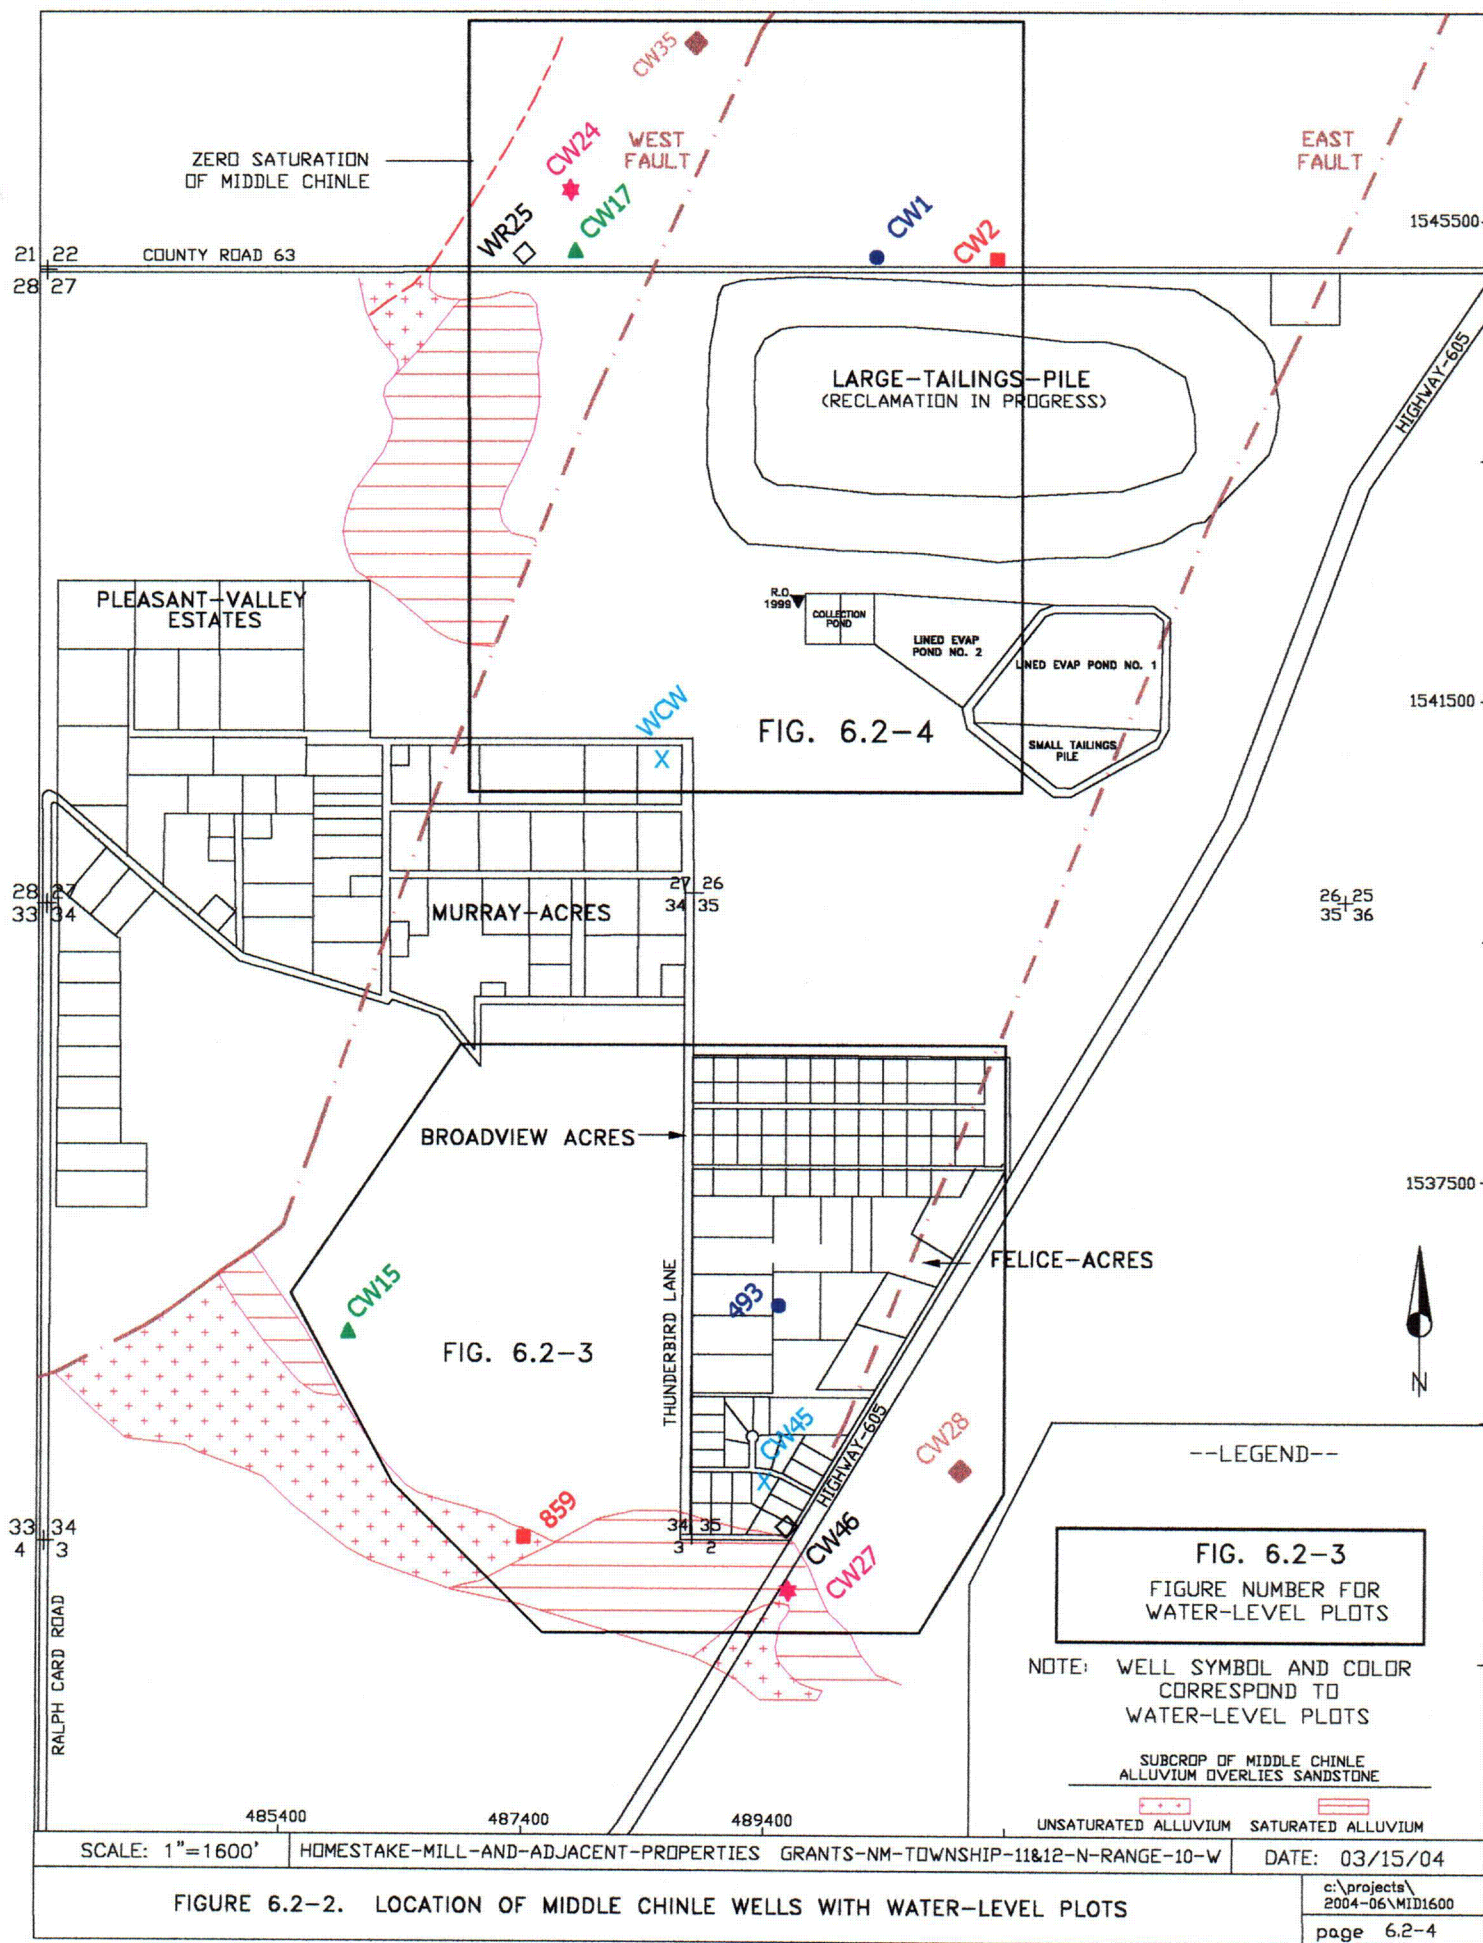 CW35
WEST
FAULT
EAST
FAULT
ZERO SATURATION
OF MIDDLE CHINLE
CW24
CW17
WR25
CW1
CW2
1545500
21 22
28 27
COUNTY ROAD 63
HIGHWAY-605
LARGE-TAILINGS-PILE
(RECLAMATION IN PROGRESS)
PLEASANT-VALLEY
ESTATES
R.O.
1999
COLLECTION
POND
LINED EVAP
POND NO. 2
LINED EVAP POND NO. 1
SMALL TAILINGS
PILE
1541500
WCW
FIG. 6.2-4
28 27
33 34
27 26
34 35
26 25
35 36
MURRAY-ACRES
BROADVIEW ACRES
1537500
FELICE-ACRES
THUNDERBIRD LANE
CW15
493
FIG. 6.2-3
N
CW45
HIGHWAY-605
CW28
859
33 34
4 3
34 35
3 2
CW46
CW27
RALPH CARD ROAD
--LEGEND--
FIG. 6.2-3
FIGURE NUMBER FOR
WATER-LEVEL PLOTS
NOTE: WELL SYMBOL AND COLOR
CORRESPOND TO
WATER-LEVEL PLOTS
SUBCROP OF MIDDLE CHINLE
ALLUVIUM OVERLIES SANDSTONE
UNSATURATED ALLUVIUM SATURATED ALLUVIUM
485400
487400
489400
SCALE: 1"=1600'
HOMESTAKE-MILL-AND-ADJACENT-PROPERTIES GRANTS-NM-TOWNSHIP-11&12-N-RANGE-10-W
DATE: 03/15/04
FIGURE 6.2-2. LOCATION OF MIDDLE CHINLE WELLS WITH WATER-LEVEL PLOTS
c:\projects\
2004-06\MID1600
page 6.2-4